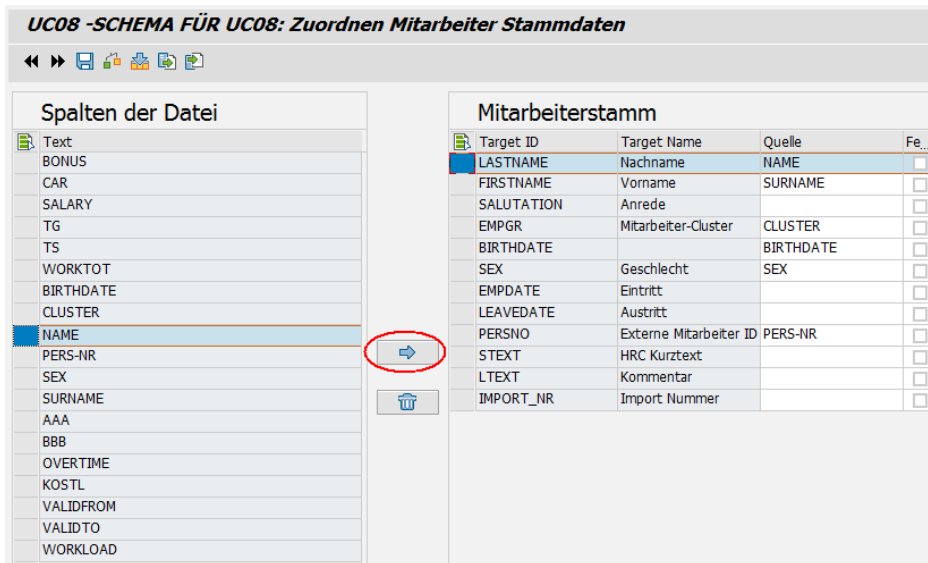 UC08 -SCHEMA FÜR UC08: Zuordnen Mitarbeiter Stammdaten
Spalten der Datei
Text
BONUS
CAR
SALARY
TG
TS
WORKTOT
BIRTHDATE
CLUSTER
NAME
PERS-NR
SEX
SURNAME
AAA
BBB
OVERTIME
KOSTL
VALIDFROM
VALIDTO
WORKLOAD
Mitarbeiterstamm
Target ID Target Name Quelle Fe...
LASTNAME Nachname NAME
FIRSTNAME Vorname SURNAME
SALUTATION Anrede
EMPGR Mitarbeiter-Cluster CLUSTER
BIRTHDATE BIRTHDATE
SEX Geschlecht SEX
EMPDATE Eintritt
LEAVEDATE Austritt
PERSNO Externe Mitarbeiter ID PERS-NR
STEXT HRC Kurztext
LTEXT Kommentar
IMPORT_NR Import Nummer